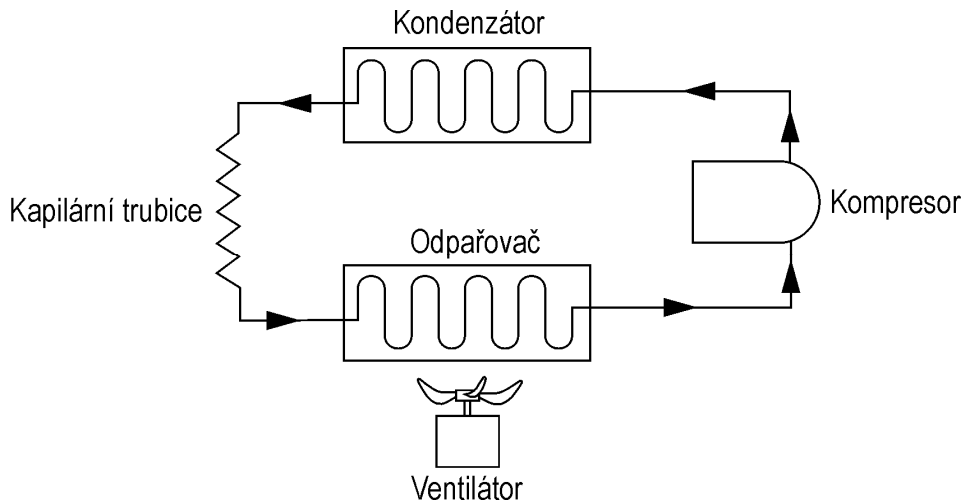 Kondenzátor
Kapilární trubice
Kompresor
Odpařovač
Ventilátor